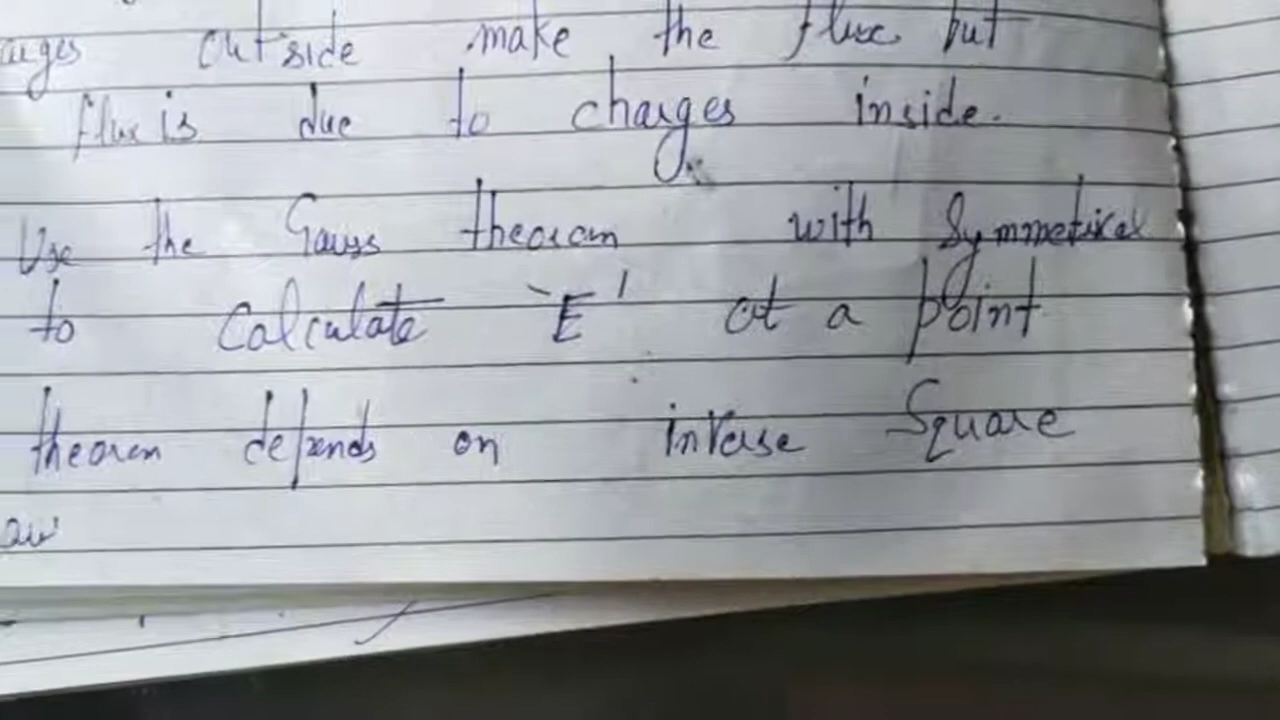 outside make the flux but
flux is due to charges inside.
Use the Gauss theorem with Symmetrical
to Calculate 'E' at a point
theorem depends on inverse Square